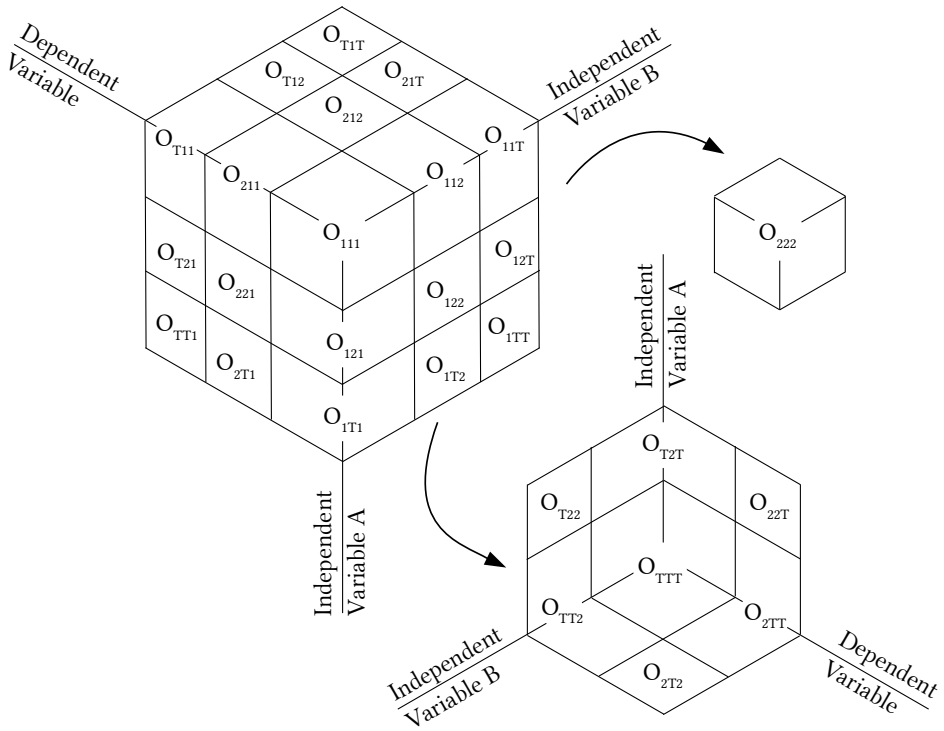 Dependent
Variable
Independent
Variable B
O_T1T
O_T12
O_21T
O_212
O_T11
O_11T
O_211
O_112
O_111
O_222
O_T21
O_12T
O_221
O_122
O_TT1
O_121
O_1TT
O_2T1
O_1T2
O_1T1
Independent
Variable A
Independent
Variable A
O_T2T
O_T22
O_22T
O_TTT
O_TT2
O_2TT
O_2T2
Independent
Variable B
Dependent
Variable